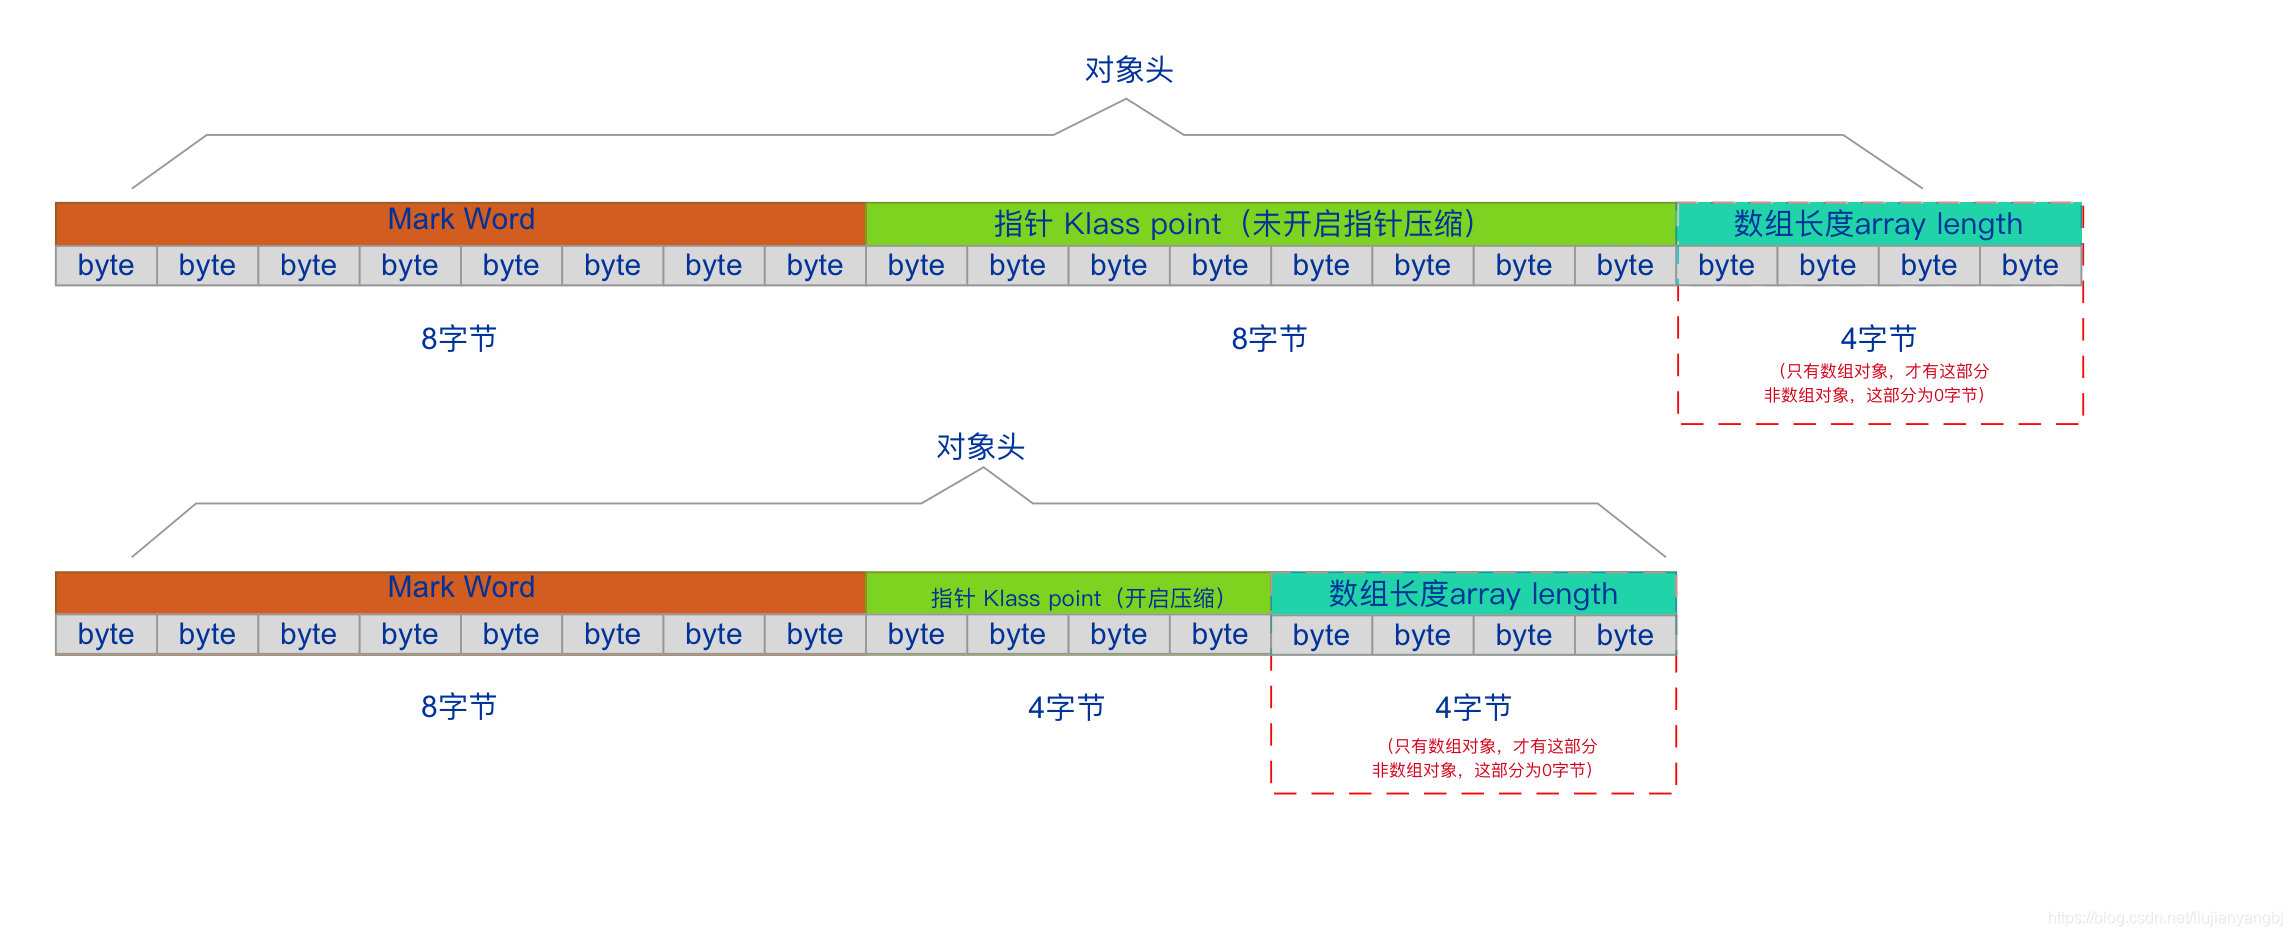 对象头
Mark Word 指针 Klass point（未开启指针压缩） 数组长度array length
byte byte byte byte byte byte byte byte byte byte byte byte byte byte byte byte byte byte byte byte
8字节 8字节 4字节
（只有数组对象，才有这部分
非数组对象，这部分为0字节）
对象头
Mark Word 指针 Klass point（开启压缩） 数组长度array length
byte byte byte byte byte byte byte byte byte byte byte byte byte byte byte byte
8字节 4字节 4字节
（只有数组对象，才有这部分
非数组对象，这部分为0字节）
https://blog.csdn.net/liujianyangbj